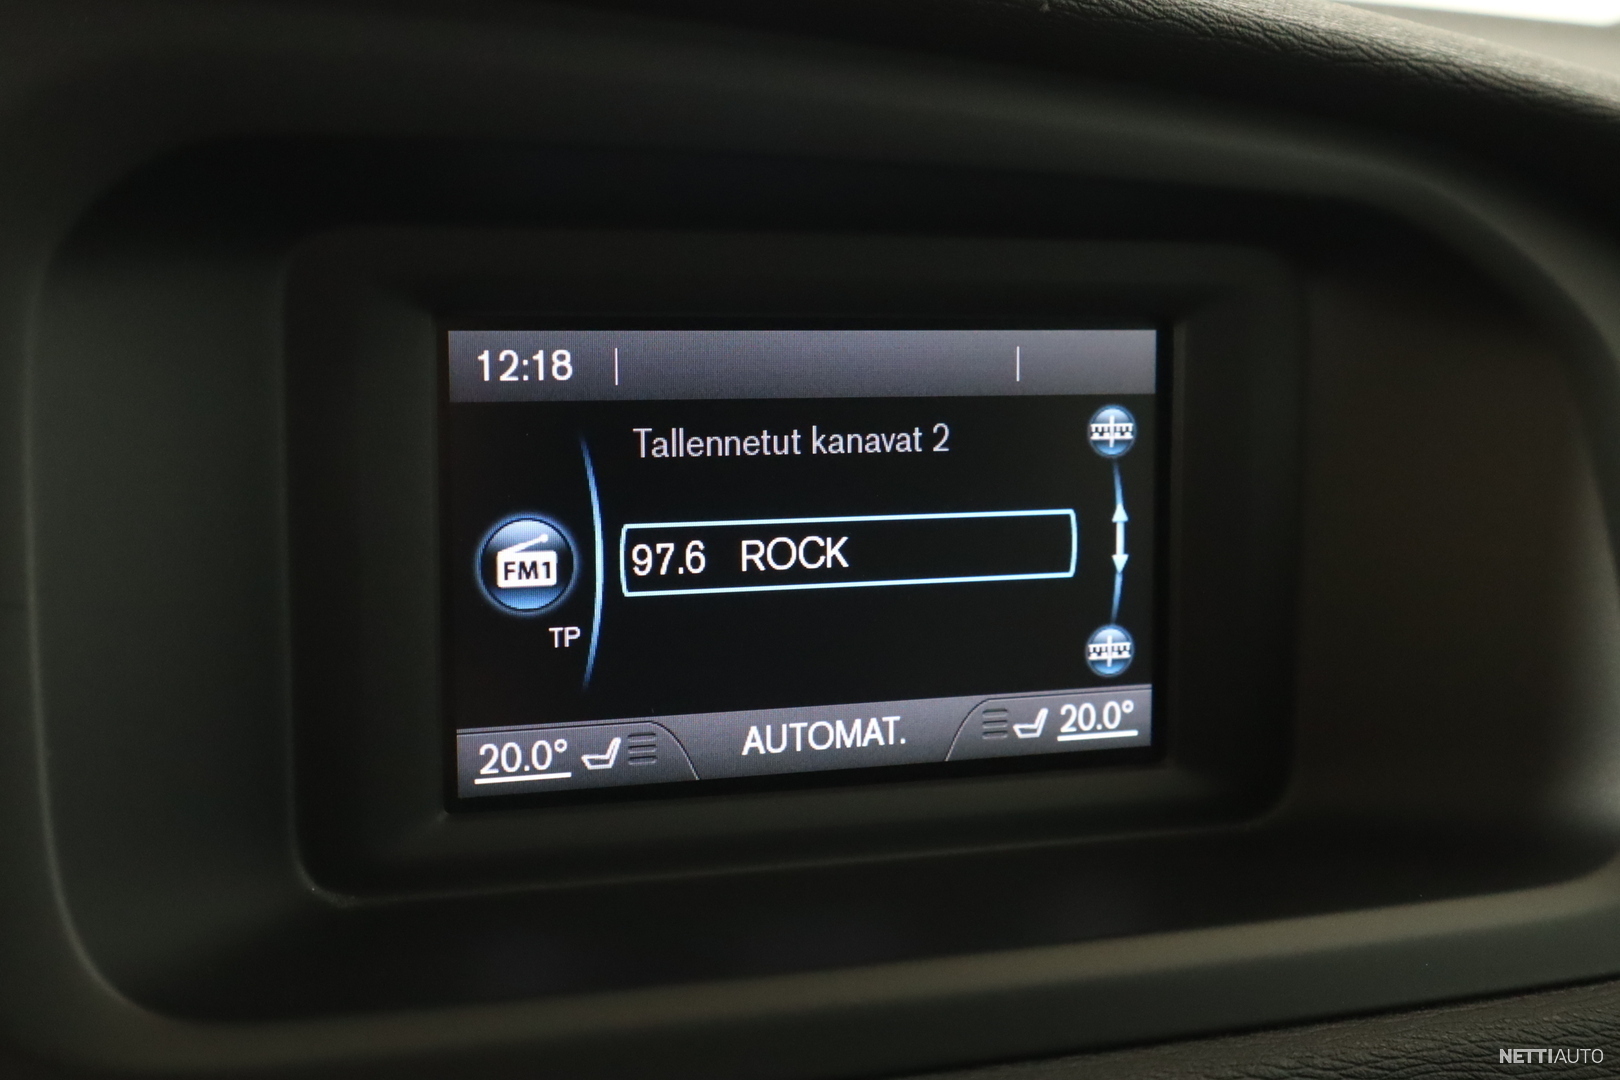 12:18
Tallennetut kanavat 2
FM1
97.6 ROCK
TP
20.0° AUTOMAT. 20.0°
NETTIAUTO